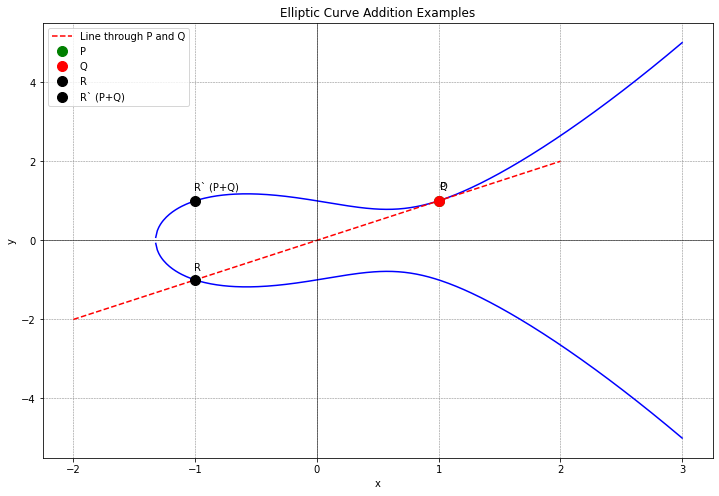 Elliptic Curve Addition Examples
Line through P and Q
P
Q
R
R` (P+Q)
R` (P+Q)
P
Q
R
y
4
2
0
−2
−4
−2
−1
0
1
2
3
x